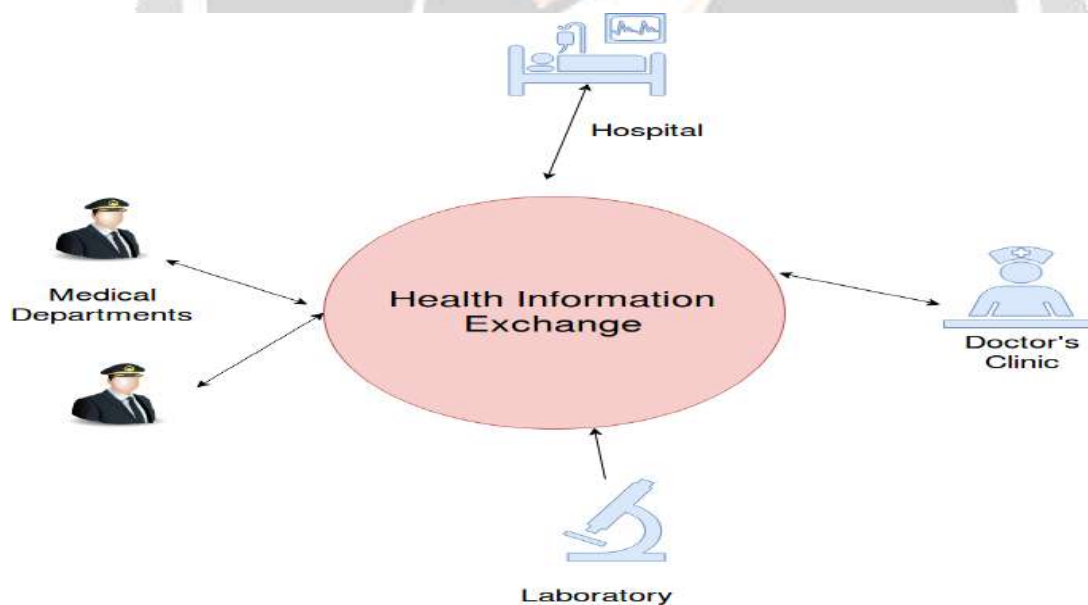 Hospital
Health Information
Exchange
Medical
Departments
Doctor's
Clinic
Laboratory